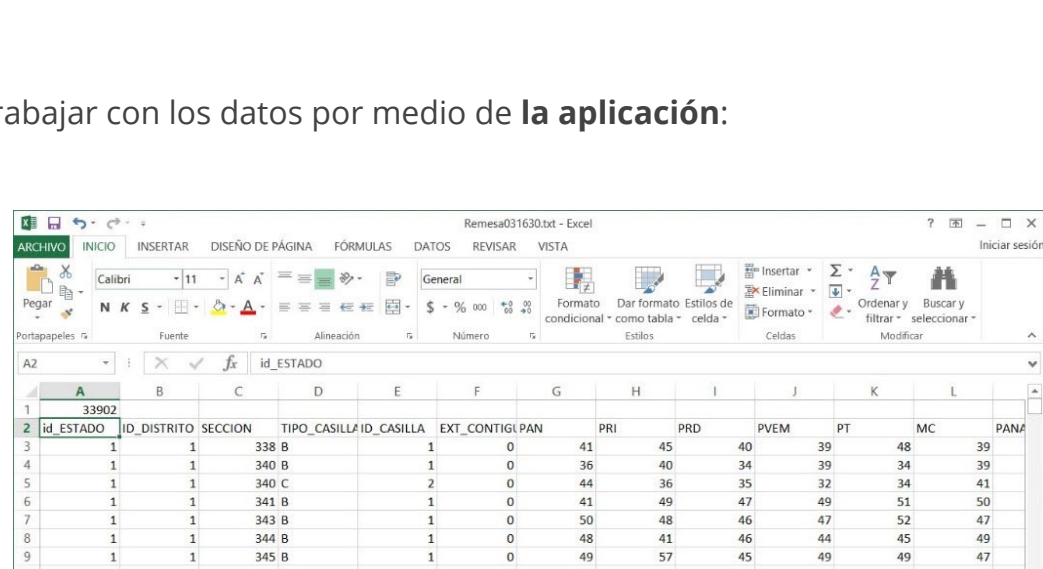 rabajar con los datos por medio de la aplicación:
Remesa031630.txt - Excel
ARCHIVO INICIO INSERTAR DISEÑO DE PÁGINA FÓRMULAS DATOS REVISAR VISTA Iniciar sesión
Pegar
Portapapeles
Calibri 11
N K S
Fuente
Alineación
General
$ % 000
Número
Formato condicional
Dar formato como tabla
Estilos de celda
Estilos
Insertar
Eliminar
Formato
Celdas
Ordenar y filtrar
Buscar y seleccionar
Modificar
A2 fx id_ESTADO
A B C D E F G H I J K L
1 33902
2 id_ESTADO ID_DISTRITO SECCION TIPO_CASILLA ID_CASILLA EXT_CONTIGU PAN PRI PRD PVEM PT MC PANA
3 1 1 338 B 1 0 41 45 40 39 48 39
4 1 1 340 B 1 0 36 40 34 39 34 39
5 1 1 340 C 2 0 44 36 35 32 34 41
6 1 1 341 B 1 0 41 49 47 49 51 50
7 1 1 343 B 1 0 50 48 46 47 52 47
8 1 1 344 B 1 0 48 41 46 44 45 49
9 1 1 345 B 1 0 49 57 45 49 49 47